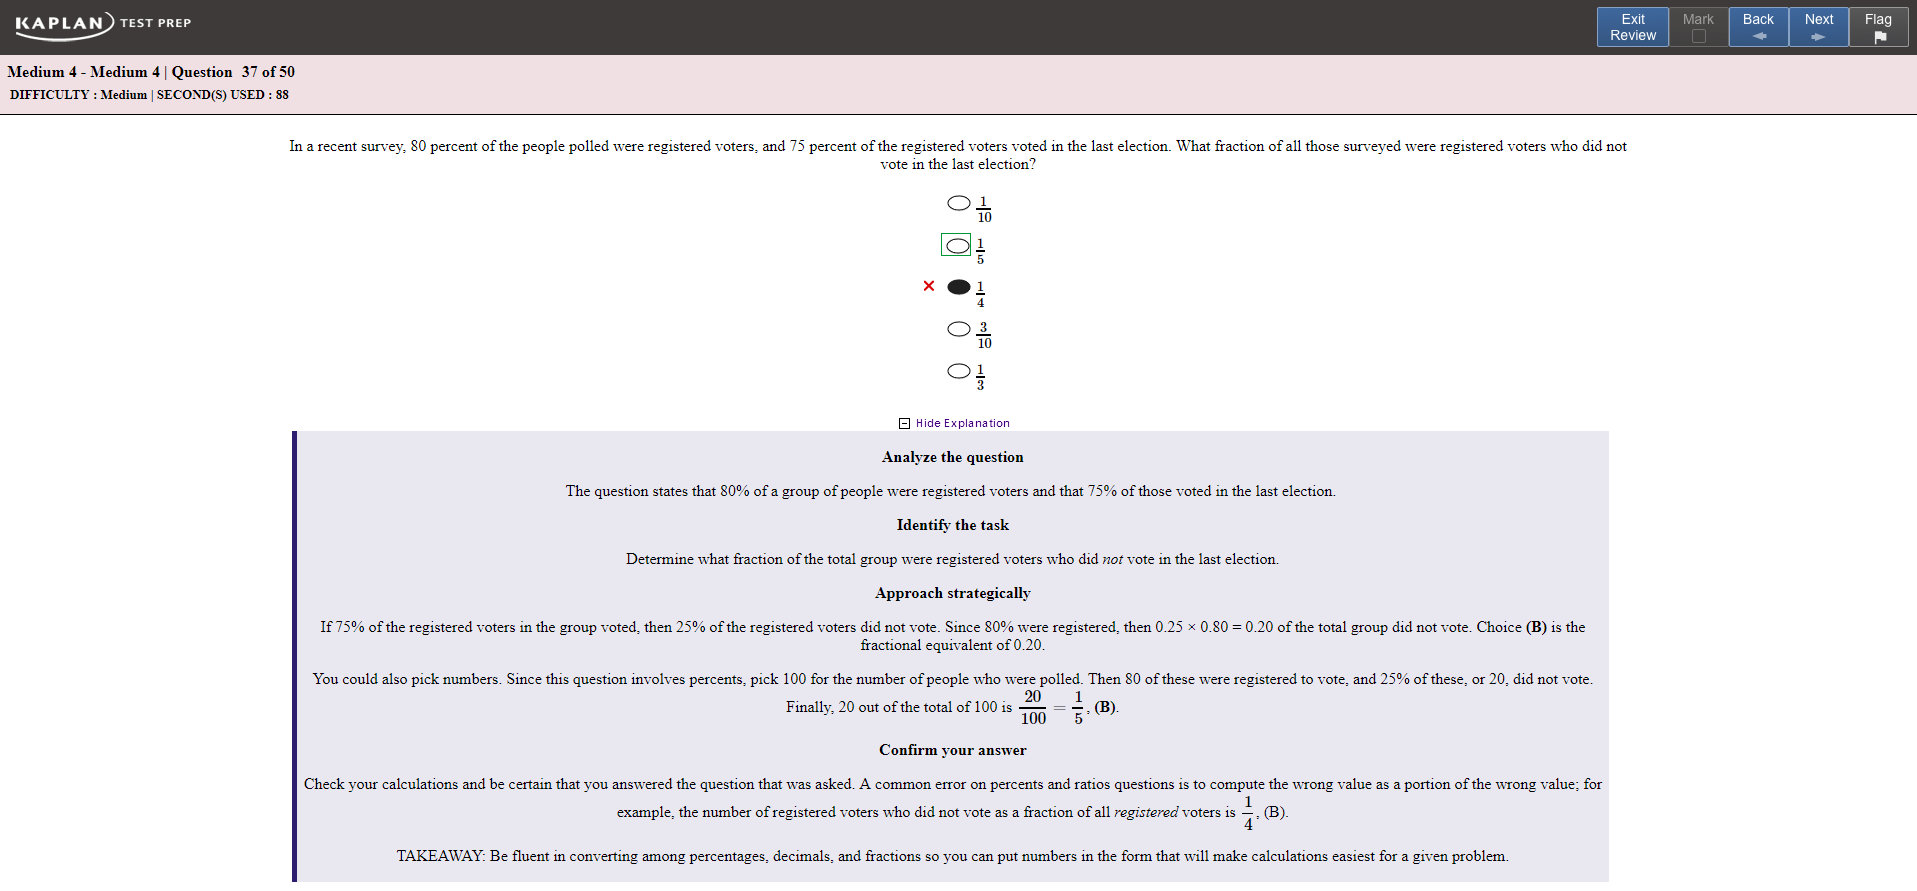 KAPLAN TEST PREP
Exit Review Mark Back Next Flag
Medium 4 - Medium 4 | Question 37 of 50
DIFFICULTY : Medium | SECOND(S) USED : 88
In a recent survey, 80 percent of the people polled were registered voters, and 75 percent of the registered voters voted in the last election. What fraction of all those surveyed were registered voters who did not
vote in the last election?
1/10
1/5
1/4
3/10
1/3
Hide Explanation
Analyze the question
The question states that 80% of a group of people were registered voters and that 75% of those voted in the last election.
Identify the task
Determine what fraction of the total group were registered voters who did not vote in the last election.
Approach strategically
If 75% of the registered voters in the group voted, then 25% of the registered voters did not vote. Since 80% were registered, then 0.25 × 0.80 = 0.20 of the total group did not vote. Choice (B) is the
fractional equivalent of 0.20.
You could also pick numbers. Since this question involves percents, pick 100 for the number of people who were polled. Then 80 of these were registered to vote, and 25% of these, or 20, did not vote.
Finally, 20 out of the total of 100 is 20/100 = 1/5, (B).
Confirm your answer
Check your calculations and be certain that you answered the question that was asked. A common error on percents and ratios questions is to compute the wrong value as a portion of the wrong value; for
example, the number of registered voters who did not vote as a fraction of all registered voters is 1/4, (B).
TAKEAWAY: Be fluent in converting among percentages, decimals, and fractions so you can put numbers in the form that will make calculations easiest for a given problem.